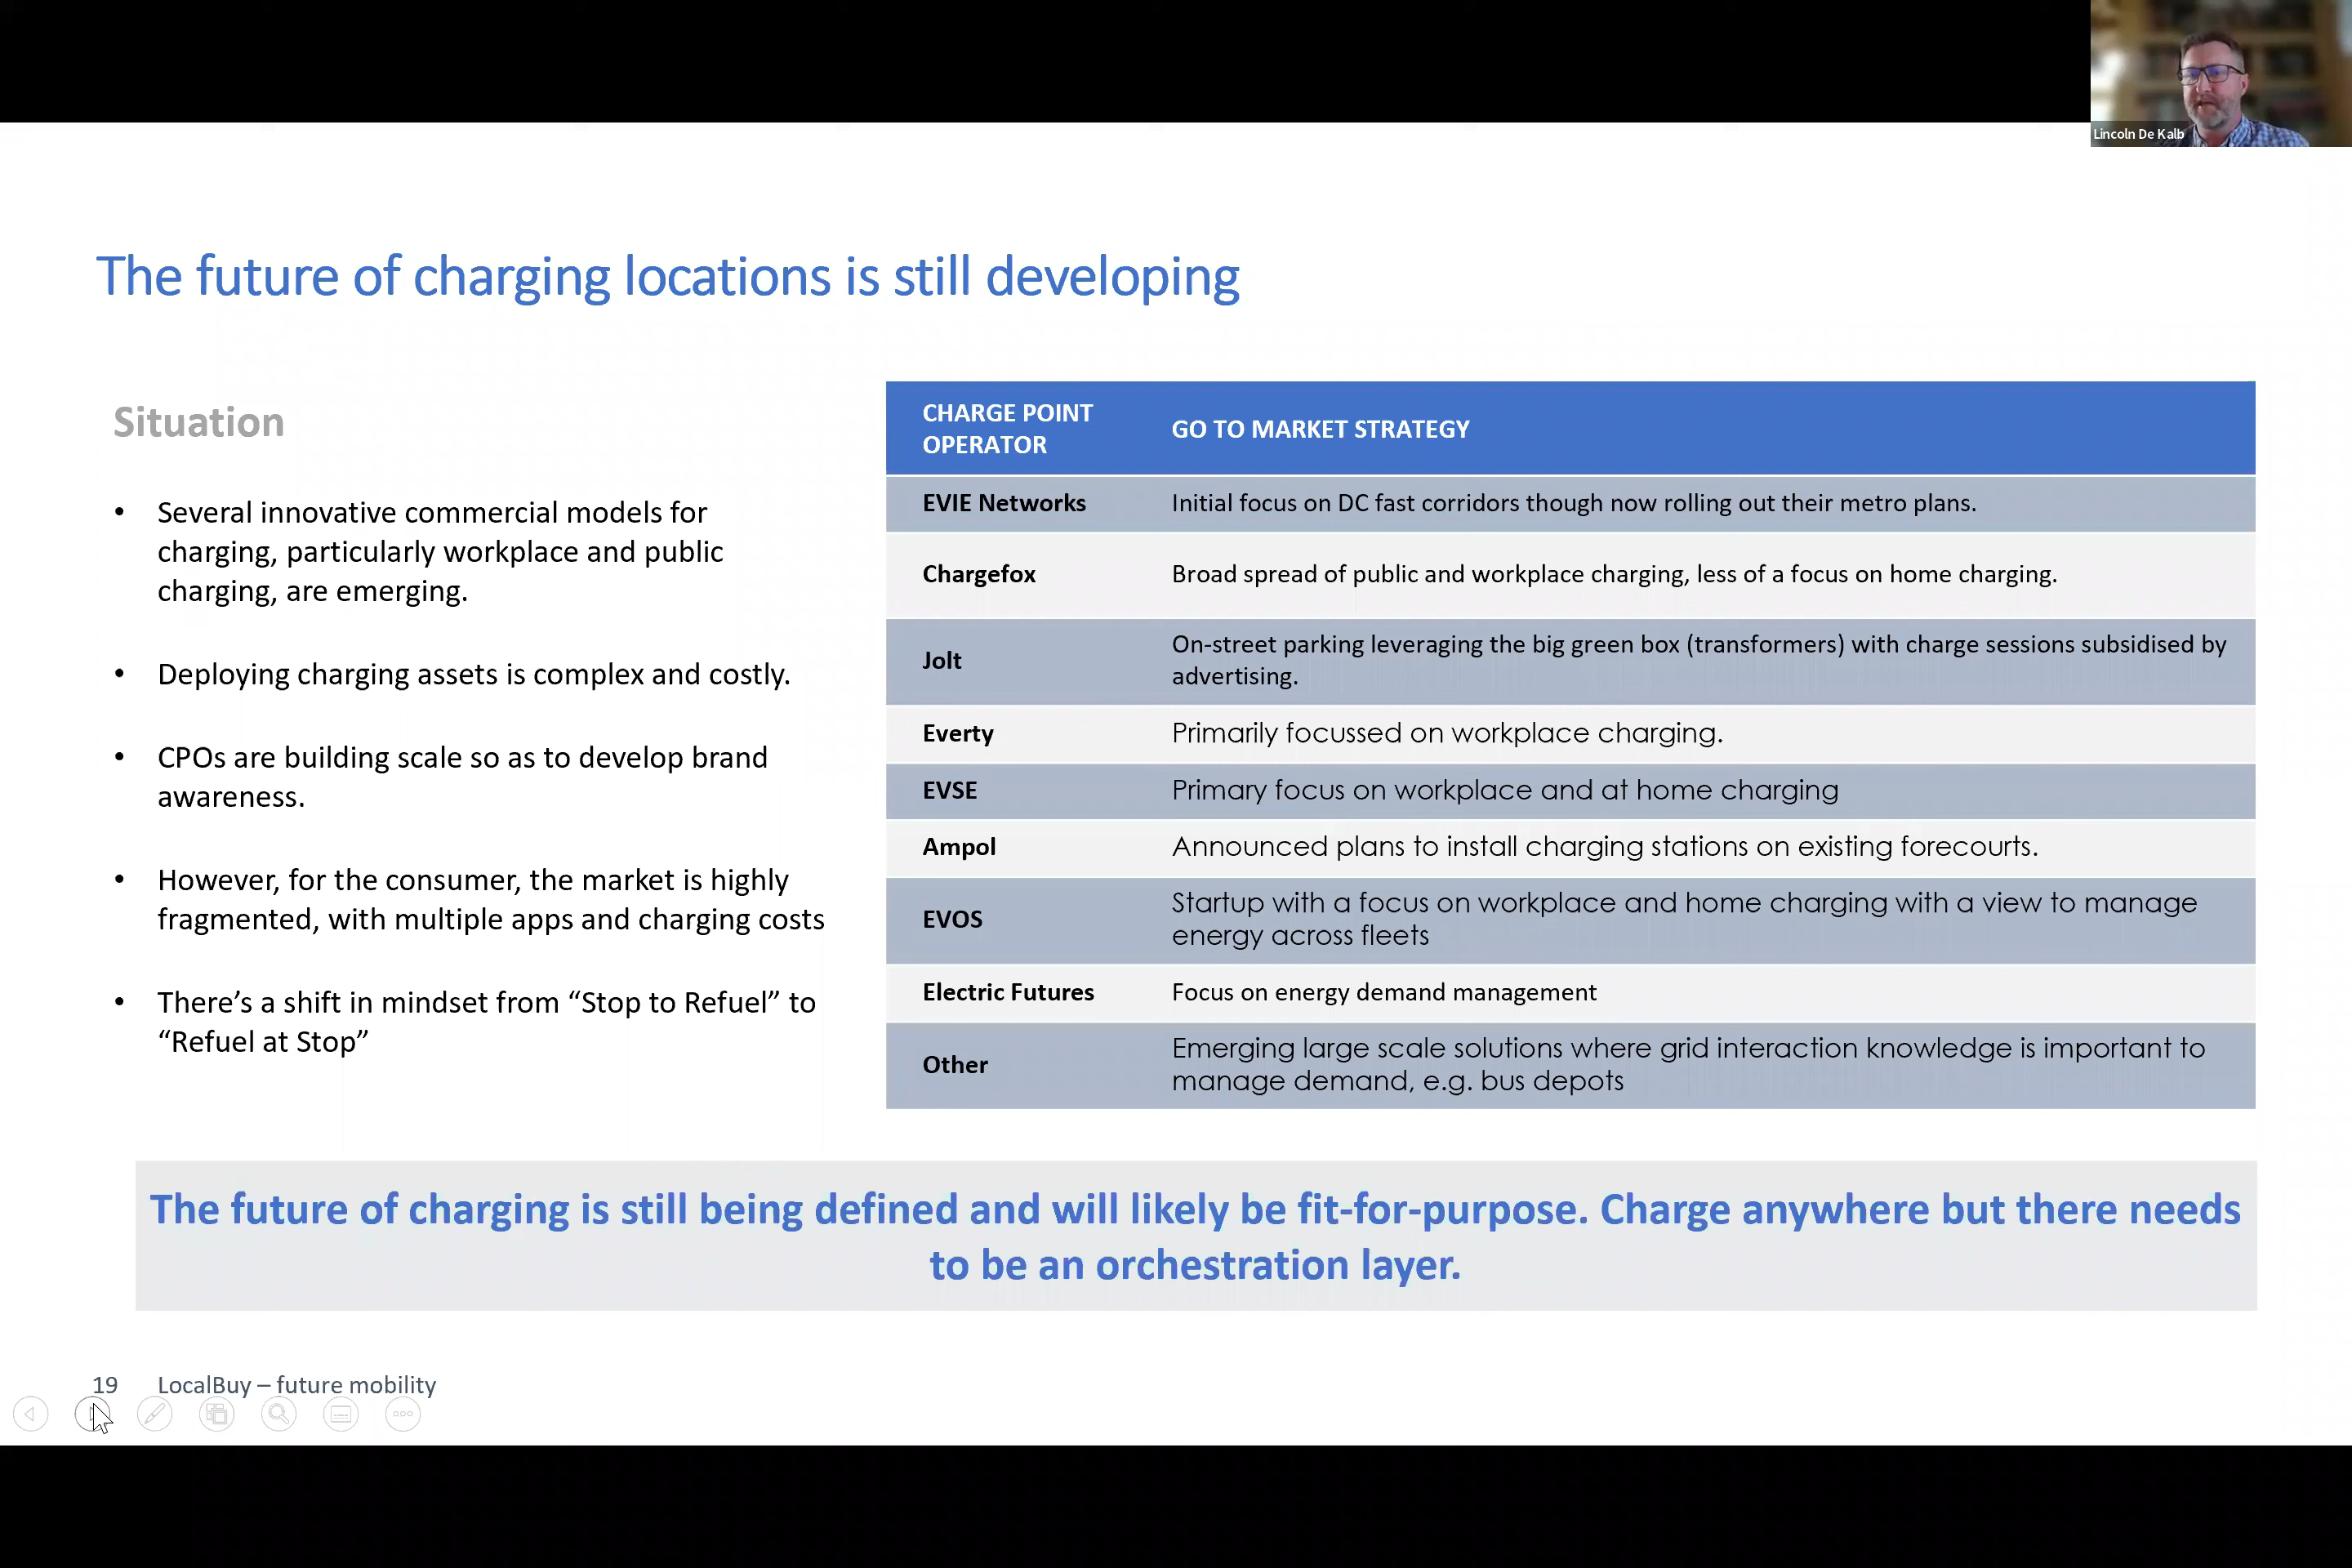 Lincoln De Kalb
The future of charging locations is still developing
Situation
• Several innovative commercial models for
charging, particularly workplace and public
charging, are emerging.
• Deploying charging assets is complex and costly.
• CPOs are building scale so as to develop brand
awareness.
• However, for the consumer, the market is highly
fragmented, with multiple apps and charging costs
• There’s a shift in mindset from “Stop to Refuel” to
“Refuel at Stop”
CHARGE POINT
OPERATOR
GO TO MARKET STRATEGY
EVIE Networks
Initial focus on DC fast corridors though now rolling out their metro plans.
Chargefox
Broad spread of public and workplace charging, less of a focus on home charging.
Jolt
On-street parking leveraging the big green box (transformers) with charge sessions subsidised by
advertising.
Everty
Primarily focussed on workplace charging.
EVSE
Primary focus on workplace and at home charging
Ampol
Announced plans to install charging stations on existing forecourts.
EVOS
Startup with a focus on workplace and home charging with a view to manage
energy across fleets
Electric Futures
Focus on energy demand management
Other
Emerging large scale solutions where grid interaction knowledge is important to
manage demand, e.g. bus depots
The future of charging is still being defined and will likely be fit-for-purpose. Charge anywhere but there needs
to be an orchestration layer.
19 LocalBuy – future mobility